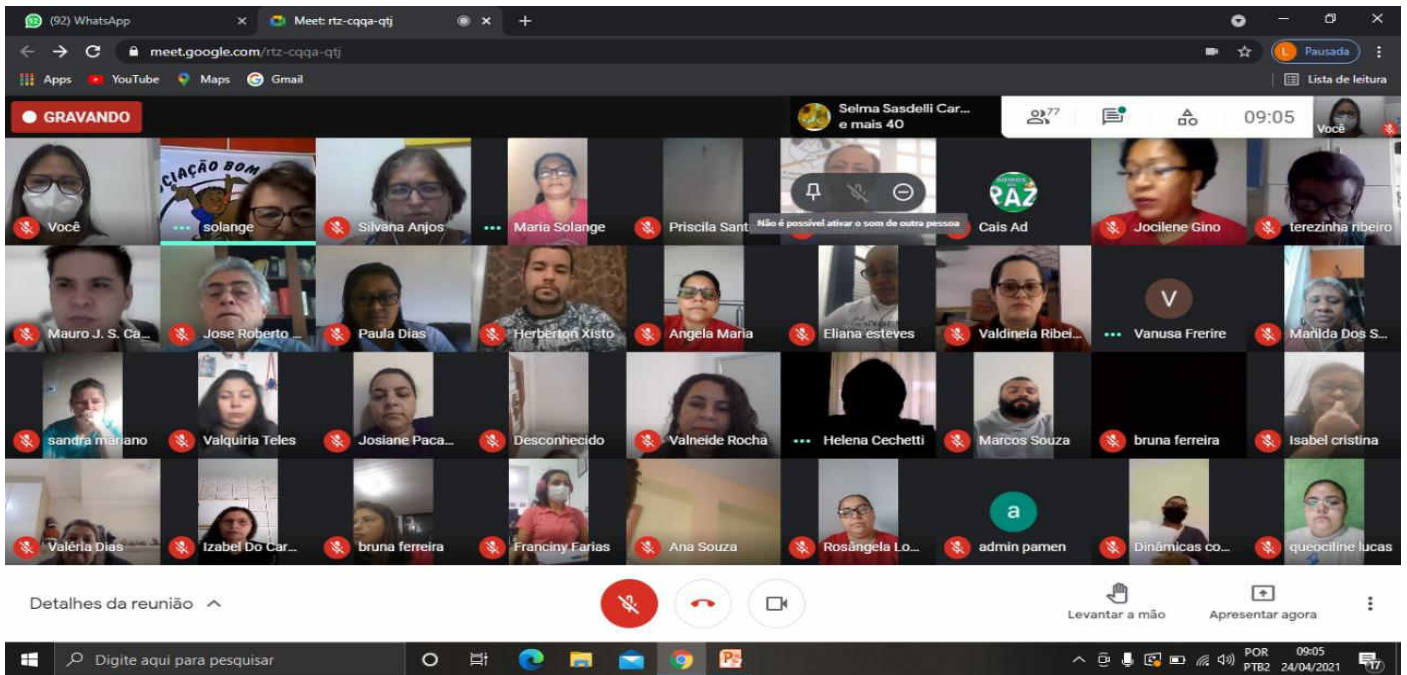 (92) WhatsApp
Meet: rtz-cqqa-qtj
meet.google.com/rtz-cqqa-qtj
Pausada
Apps
YouTube
Maps
Gmail
Lista de leitura
GRAVANDO
Selma Sasdelli Car...
e mais 40
77
09:05
Você
CIAÇÃO BOM
PAZ
Você
solange
Silvana Anjos
Maria Solange
Priscila Sant
Não é possível ativar o som de outra pessoa
Cais Ad
Jocilene Gino
terezinha ribeiro
Mauro J. S. Ca...
Jose Roberto ...
Paula Dias
Herberton Xisto
Angela Maria
Eliana esteves
Valdineia Ribei...
V
Vanusa Frerire
Marilda Dos S...
sandra mariano
Valquiria Teles
Josiane Paca...
Desconhecido
Valneide Rocha
Helena Cechetti
Marcos Souza
bruna ferreira
Isabel cristina
Valéria Dias
Izabel Do Car...
bruna ferreira
Franciny Farias
Ana Souza
Rosângela Lo...
a
admin pamen
Dinâmicas co...
queociline lucas
Detalhes da reunião
Levantar a mão
Apresentar agora
Digite aqui para pesquisar
POR
PTB2
09:05
24/04/2021
17